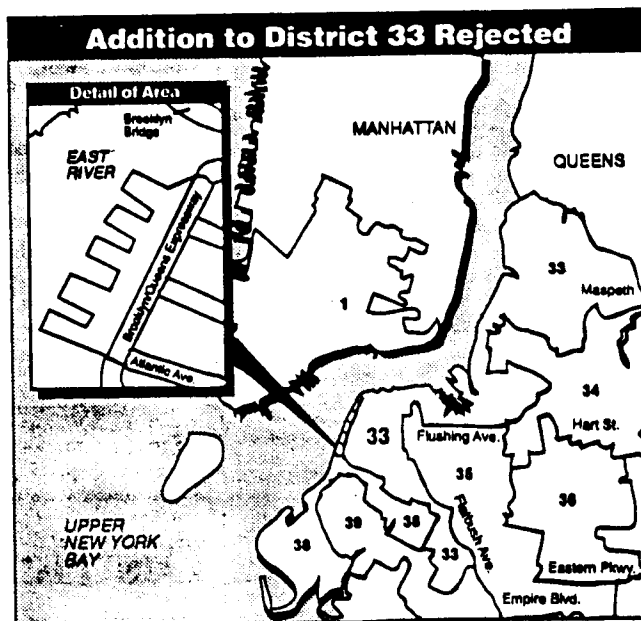 Addition to District 33 Rejected
Detail of Area
Brooklyn
Bridge
EAST
RIVER
Brooklyn/Queens Expressway
Atlantic Ave.
MANHATTAN
QUEENS
33
Maspeth
1
34
Hart St.
33
Flushing Ave.
35
36
Flatbush Ave.
38
39
38
33
Eastern Pkwy.
Empire Blvd.
UPPER
NEW YORK
BAY